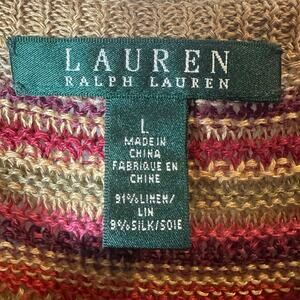 LAUREN
RALPH LAUREN
L
MADE IN
CHINA
FABRIQUE EN
CHINE
91% LINEN/
LIN
9% SILK/SOIE